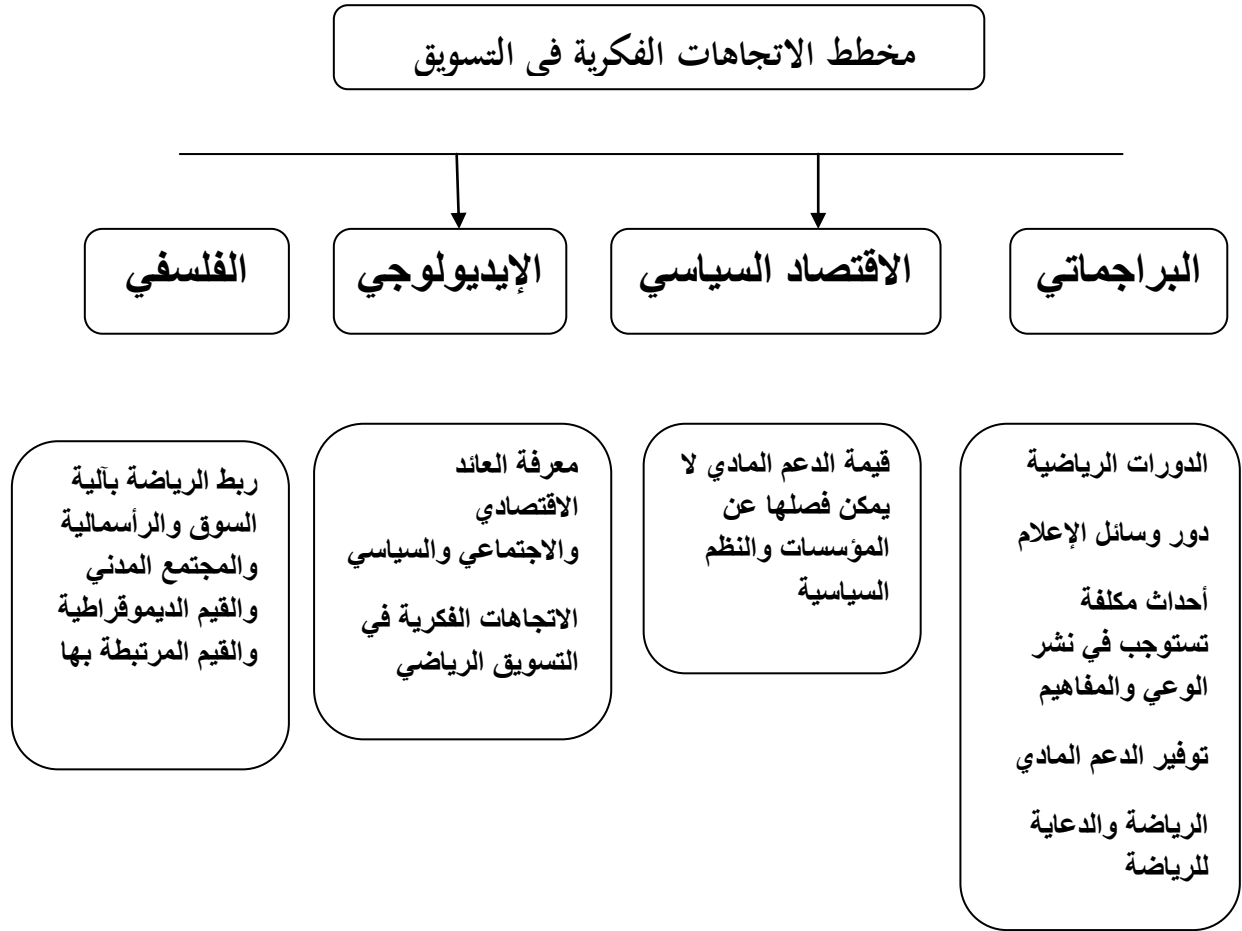 مخطط الاتجاهات الفكرية في التسويق
البراجماتي
الاقتصاد السياسي
الإيديولوجي
الفلسفي
الدورات الرياضية
دور وسائل الإعلام
أحداث مكلفة
تستوجب في نشر
الوعي والمفاهيم
توفير الدعم المادي
الرياضة والدعاية
للرياضة
قيمة الدعم المادي لا
يمكن فصلها عن
المؤسسات والنظم
السياسية
معرفة العائد
الاقتصادي
والاجتماعي والسياسي
الاتجاهات الفكرية في
التسويق الرياضي
ربط الرياضة بآلية
السوق والرأسمالية
والمجتمع المدني
والقيم الديموقراطية
والقيم المرتبطة بها